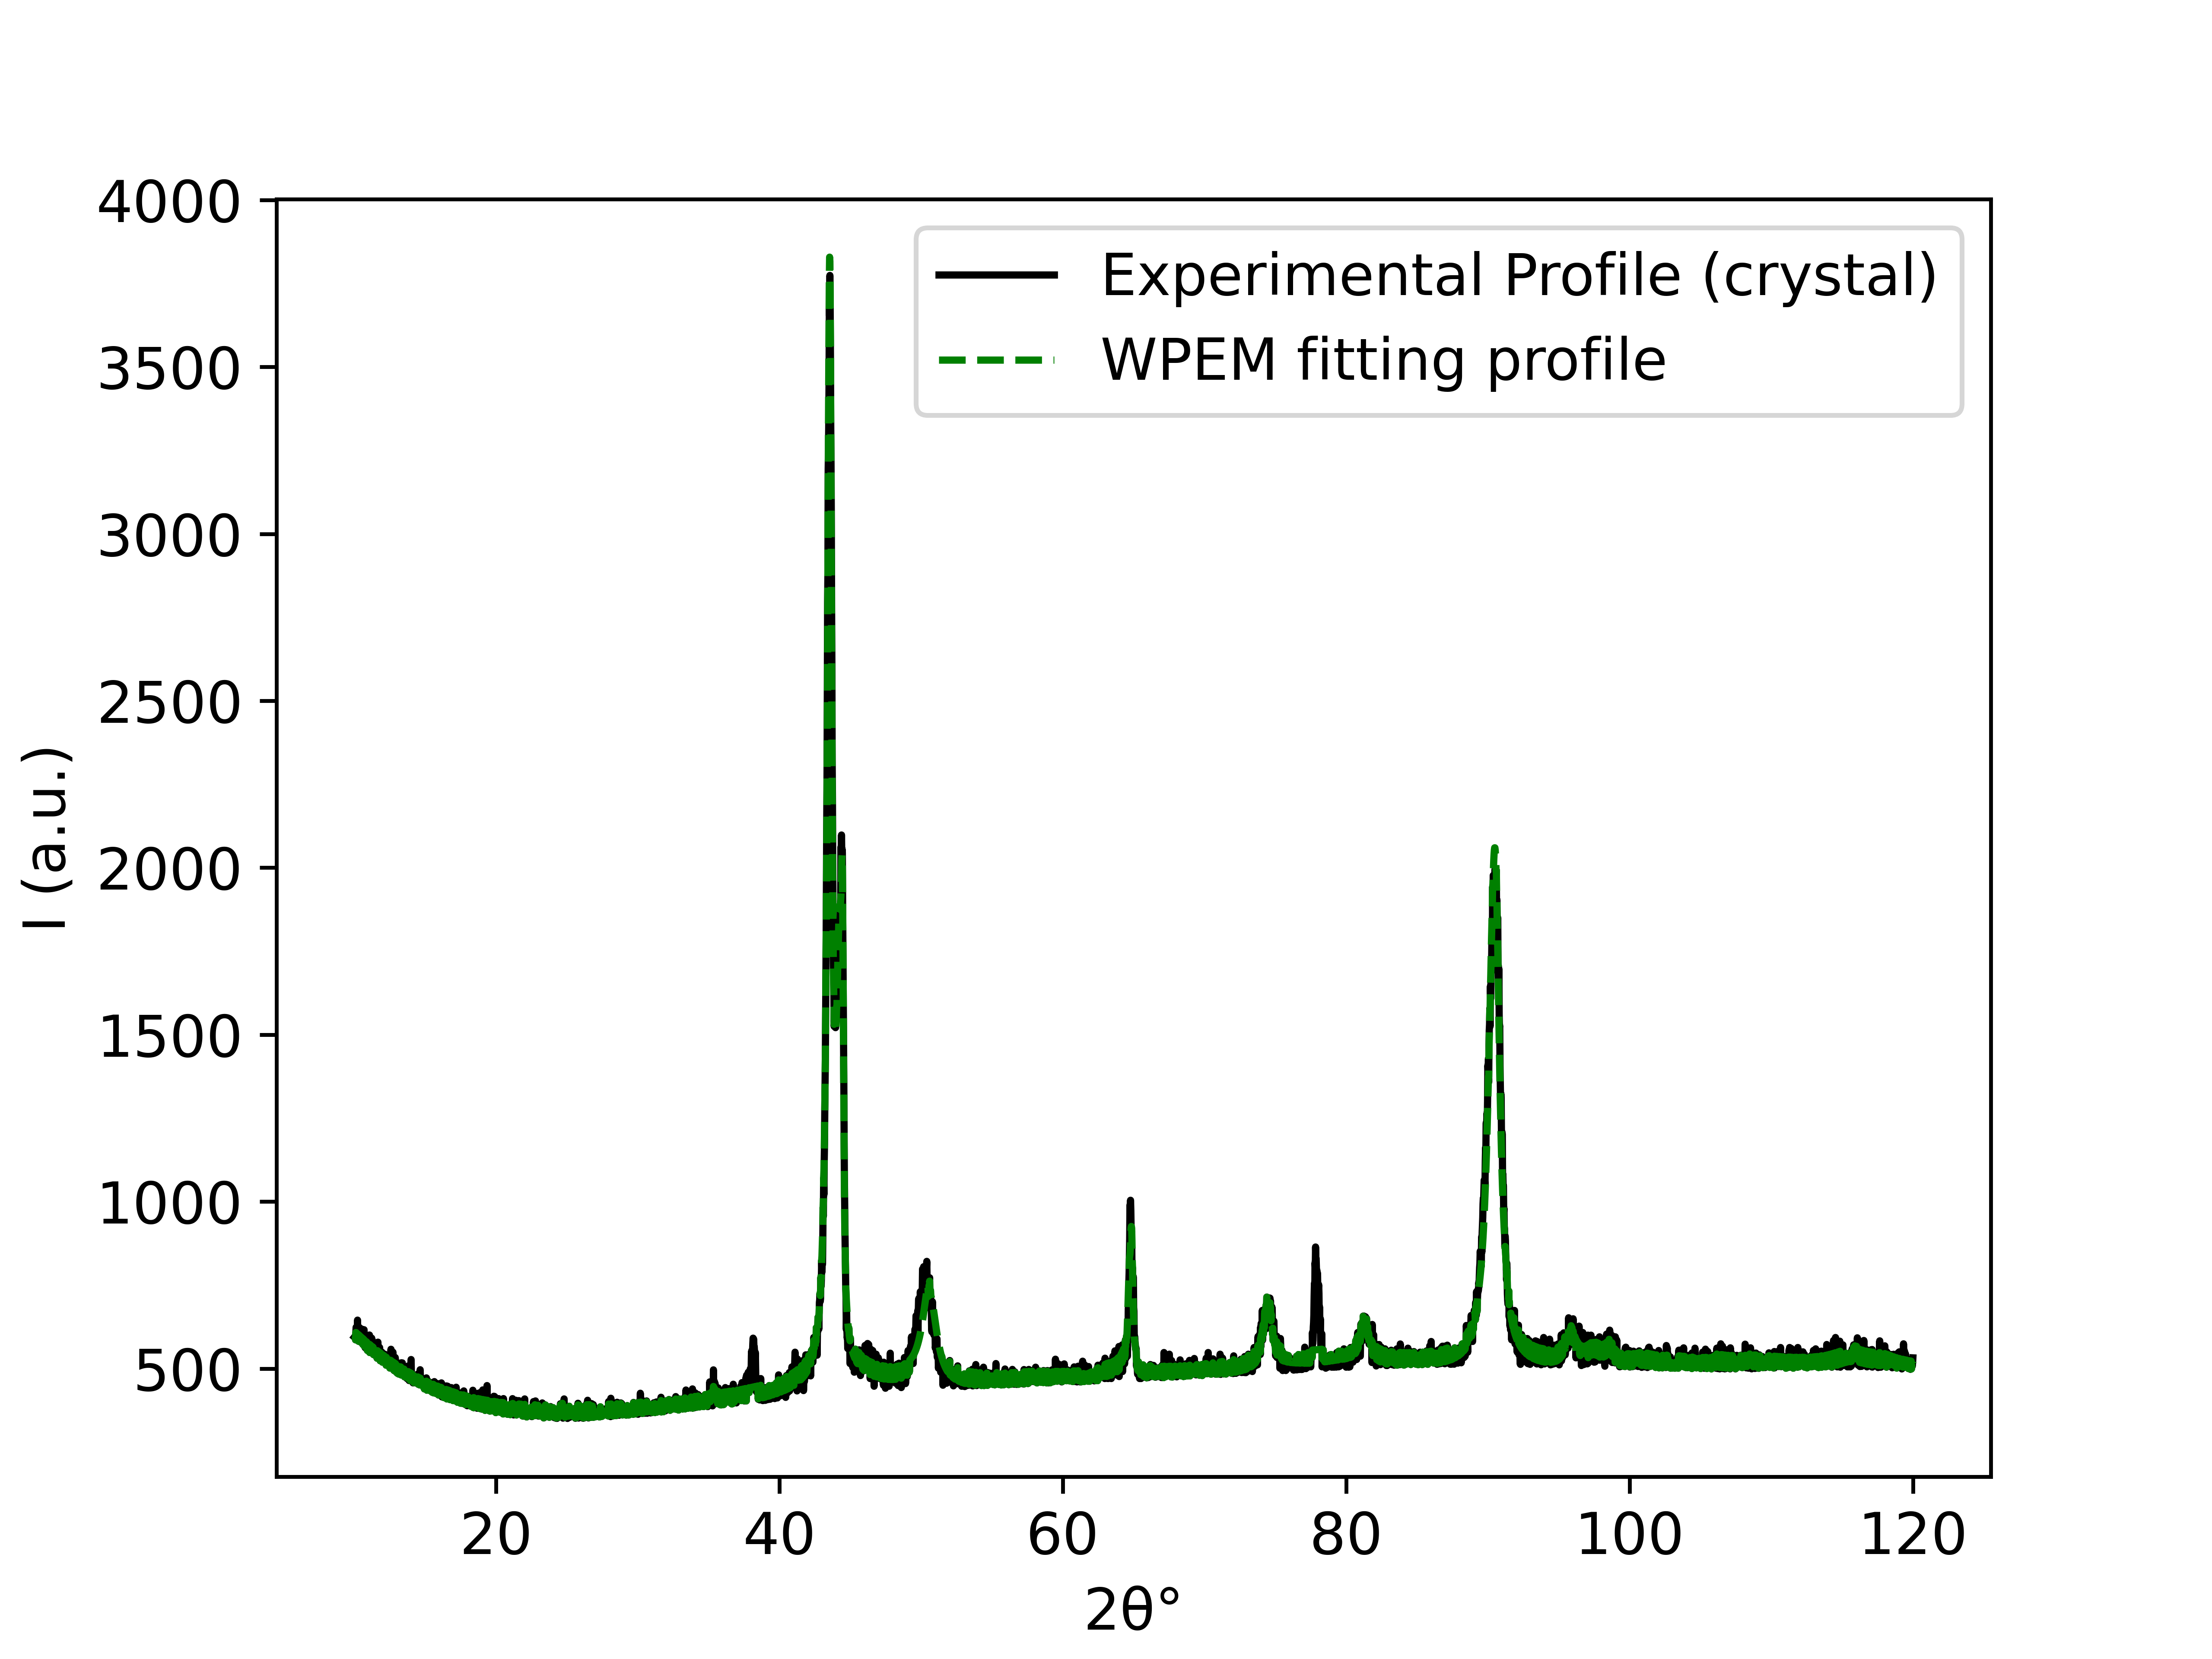 Experimental Profile (crystal)
WPEM fitting profile
I (a.u.)
4000
3500
3000
2500
2000
1500
1000
500
20 40 60 80 100 120
2θ°